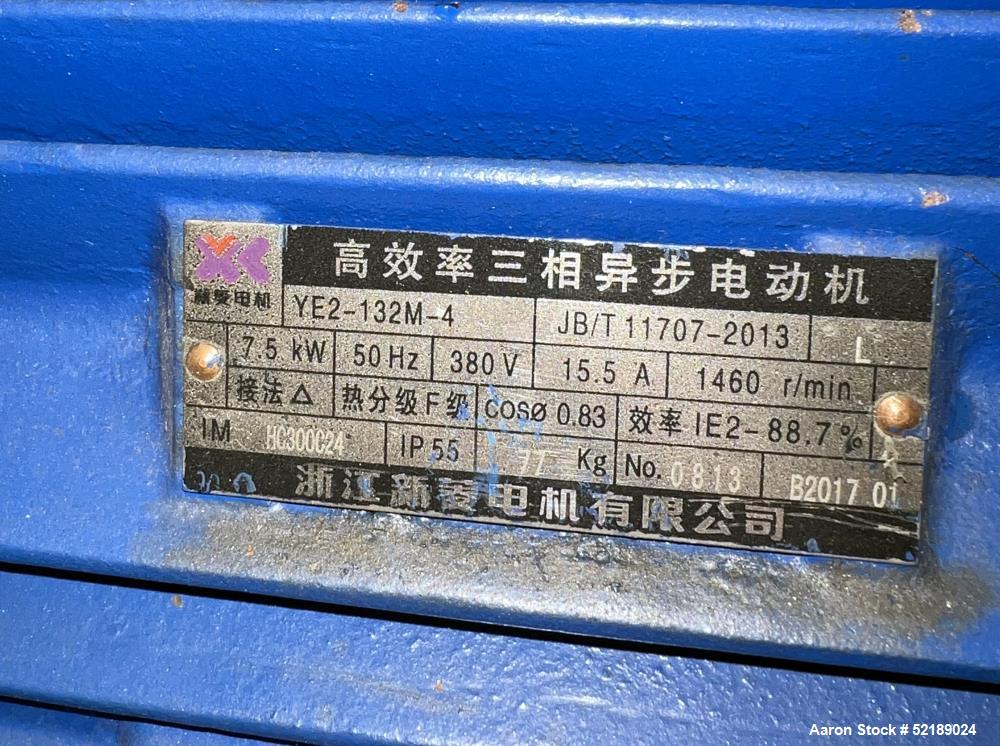 高效率三相异步电动机
新菱电机
YE2-132M-4 JB/T 11707-2013 L
7.5 kW 50 Hz 380 V 15.5 A 1460 r/min
接法 △ 热分级 F 级 cosø 0.83 效率 IE2-88.7%
IM HC300C24 IP 55 77 Kg No. 0813 B2017 01
浙江新菱电机有限公司
Aaron Stock # 52189024